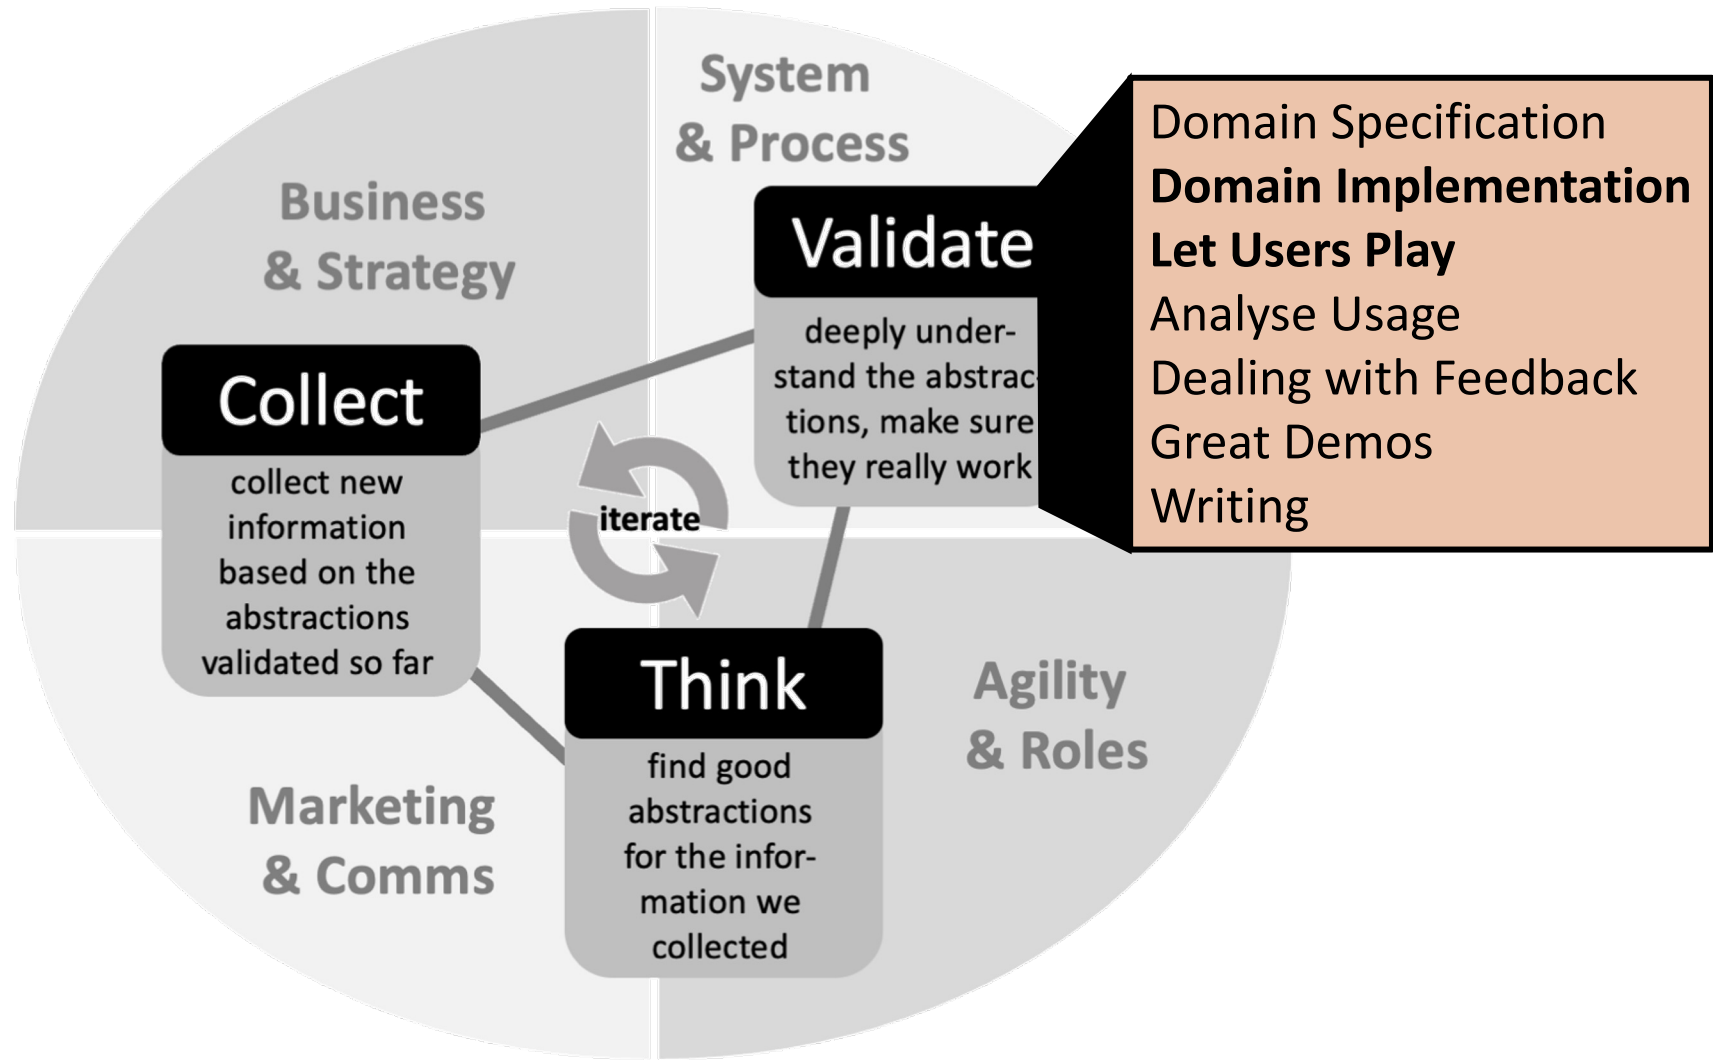 System
& Process
Business
& Strategy
Validate
deeply under-
stand the abstrac-
tions, make sure
they really work
Domain Specification
Domain Implementation
Let Users Play
Analyse Usage
Dealing with Feedback
Great Demos
Writing
Collect
collect new
information
based on the
abstractions
validated so far
iterate
Think
find good
abstractions
for the infor-
mation we
collected
Agility
& Roles
Marketing
& Comms